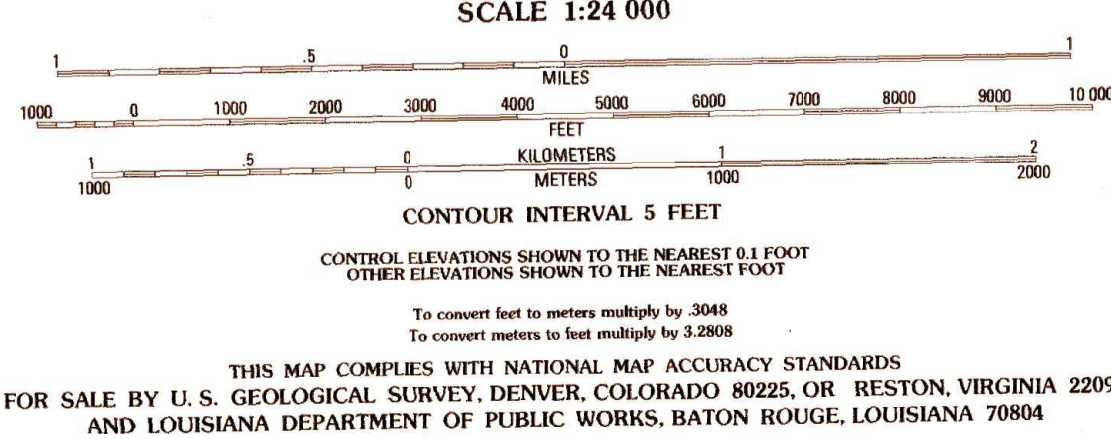 SCALE 1:24 000
1 .5 0 1
MILES
1000 0 1000 2000 3000 4000 5000 6000 7000 8000 9000 10 000
FEET
1 .5 0 KILOMETERS 1 2
1000 0 METERS 1000 2000
CONTOUR INTERVAL 5 FEET
CONTROL ELEVATIONS SHOWN TO THE NEAREST 0.1 FOOT
OTHER ELEVATIONS SHOWN TO THE NEAREST FOOT
To convert feet to meters multiply by .3048
To convert meters to feet multiply by 3.2808
THIS MAP COMPLIES WITH NATIONAL MAP ACCURACY STANDARDS
FOR SALE BY U. S. GEOLOGICAL SURVEY, DENVER, COLORADO 80225, OR RESTON, VIRGINIA 2209
AND LOUISIANA DEPARTMENT OF PUBLIC WORKS, BATON ROUGE, LOUISIANA 70804